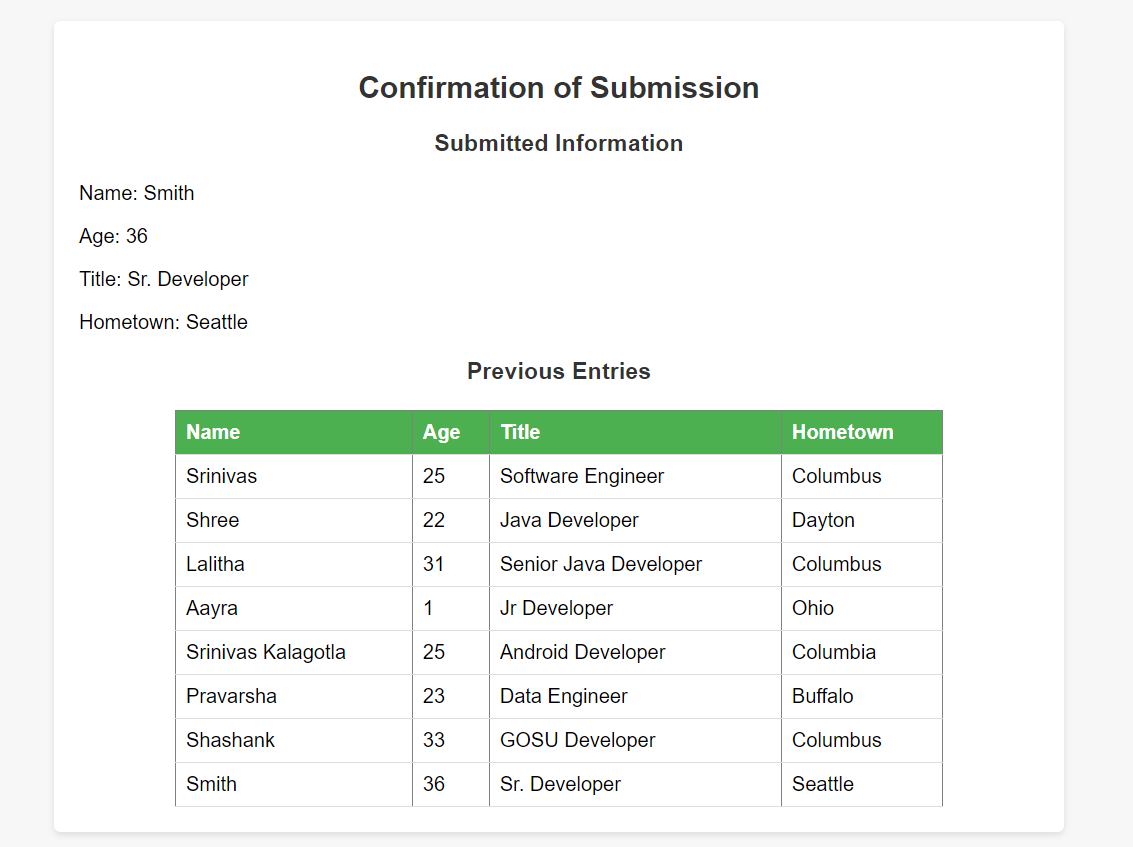 Confirmation of Submission
Submitted Information
Name: Smith
Age: 36
Title: Sr. Developer
Hometown: Seattle
Previous Entries
Name Age Title Hometown
Srinivas 25 Software Engineer Columbus
Shree 22 Java Developer Dayton
Lalitha 31 Senior Java Developer Columbus
Aayra 1 Jr Developer Ohio
Srinivas Kalagotla 25 Android Developer Columbia
Pravarsha 23 Data Engineer Buffalo
Shashank 33 GOSU Developer Columbus
Smith 36 Sr. Developer Seattle